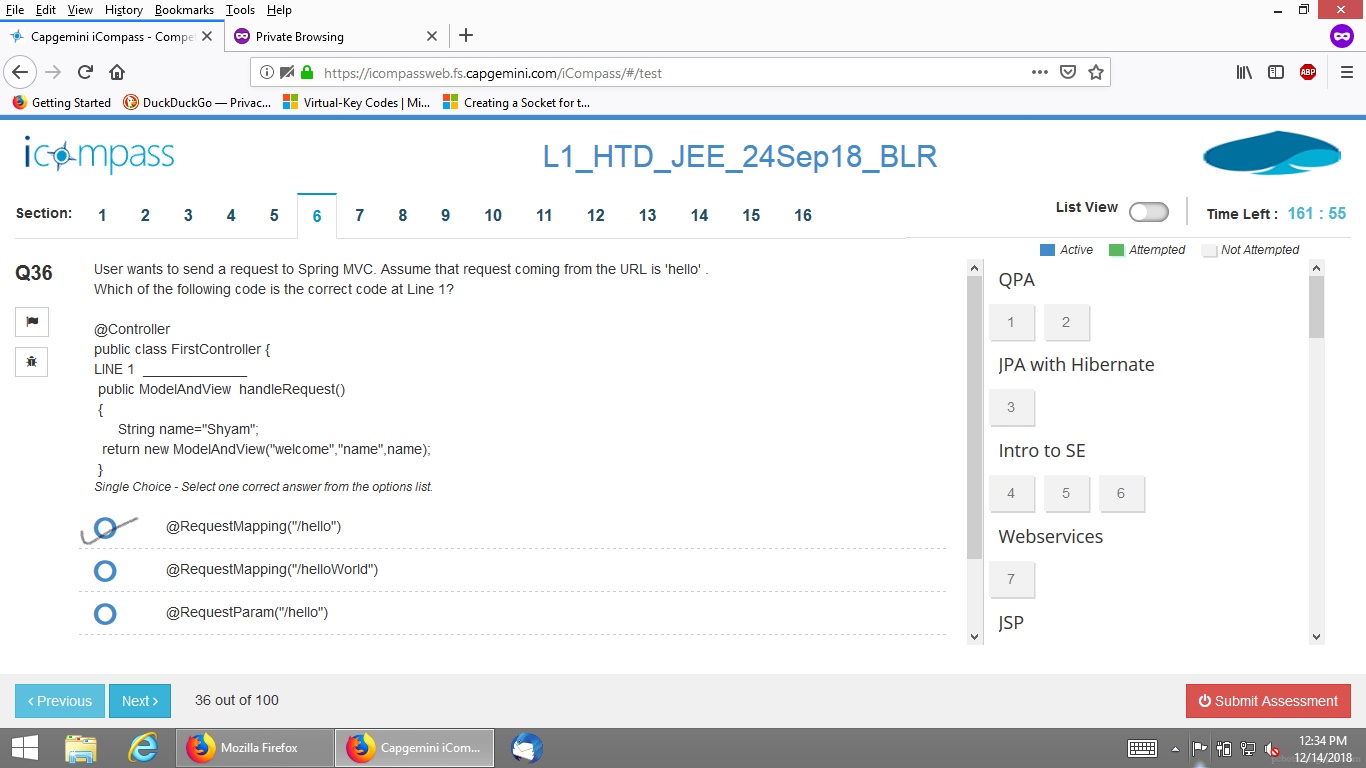 File Edit View History Bookmarks Tools Help
Capgemini iCompass - Compe
Private Browsing
https://icompassweb.fs.capgemini.com/iCompass/#/test
ABP
Getting Started
DuckDuckGo — Privac...
Virtual-Key Codes | Mi...
Creating a Socket for t...
icompass
L1_HTD_JEE_24Sep18_BLR
Section: 1 2 3 4 5 6 7 8 9 10 11 12 13 14 15 16
List View
Time Left : 161 : 55
Active Attempted Not Attempted
Q36
User wants to send a request to Spring MVC. Assume that request coming from the URL is 'hello' .
Which of the following code is the correct code at Line 1?
@Controller
public class FirstController {
LINE 1 ______________
public ModelAndView handleRequest()
{
String name="Shyam";
return new ModelAndView("welcome","name",name);
}
Single Choice - Select one correct answer from the options list.
@RequestMapping("/hello")
@RequestMapping("/helloWorld")
@RequestParam("/hello")
QPA
1 2
JPA with Hibernate
3
Intro to SE
4 5 6
Webservices
7
JSP
Previous
Next
36 out of 100
Submit Assessment
Mozilla Firefox
Capgemini iCom...
12:34 PM
12/14/2018